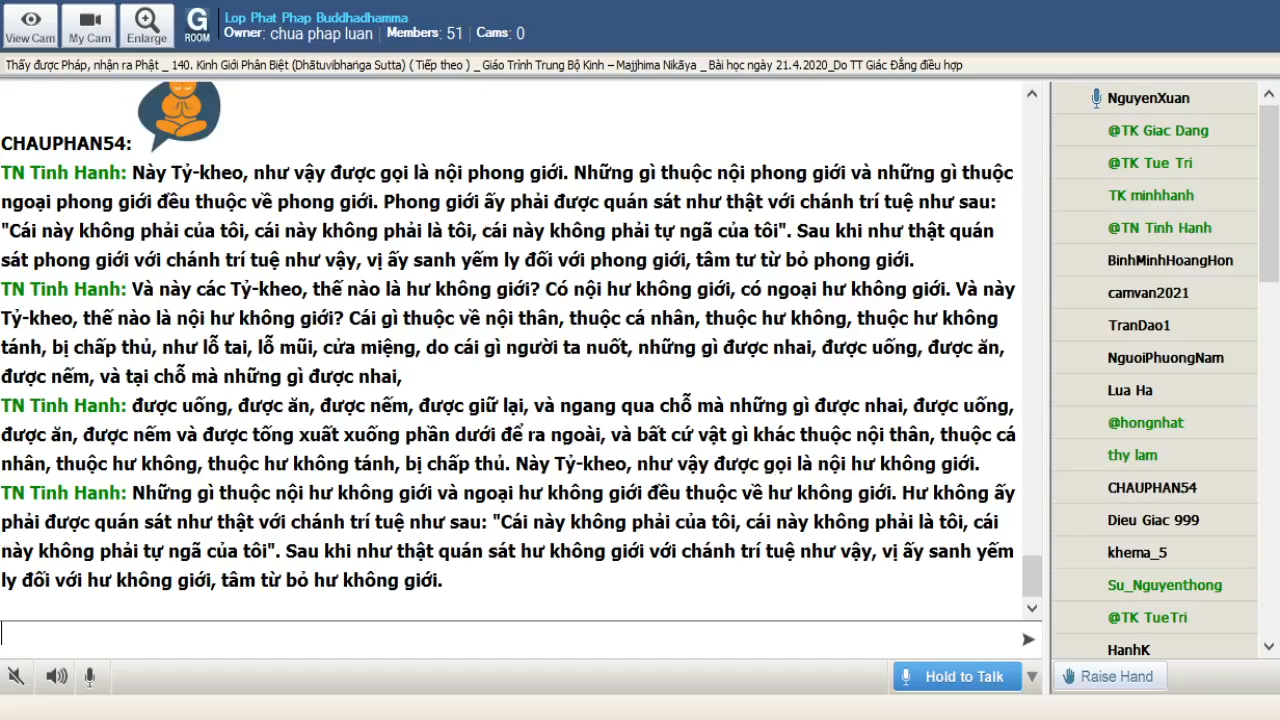 View Cam
My Cam
Enlarge
G
ROOM
Lop Phat Phap Buddhadhamma
Owner: chua phap luan | Members: 51 | Cams: 0
Thấy được Pháp, nhận ra Phật _ 140. Kinh Giới Phân Biệt (Dhātuvibhaṅga Sutta) ( Tiếp theo ) _ Giáo Trình Trung Bộ Kinh – Majjhima Nikāya _ Bài học ngày 21.4.2020_Do TT Giác Đẳng điều hợp
CHAUPHAN54:
TN Tinh Hanh: Này Tỷ-kheo, như vậy được gọi là nội phong giới. Những gì thuộc nội phong giới và những gì thuộc
ngoại phong giới đều thuộc về phong giới. Phong giới ấy phải được quán sát như thật với chánh trí tuệ như sau:
"Cái này không phải của tôi, cái này không phải là tôi, cái này không phải tự ngã của tôi". Sau khi như thật quán
sát phong giới với chánh trí tuệ như vậy, vị ấy sanh yếm ly đối với phong giới, tâm tư từ bỏ phong giới.
TN Tinh Hanh: Và này các Tỷ-kheo, thế nào là hư không giới? Có nội hư không giới, có ngoại hư không giới. Và này
Tỷ-kheo, thế nào là nội hư không giới? Cái gì thuộc về nội thân, thuộc cá nhân, thuộc hư không, thuộc hư không
tánh, bị chấp thủ, như lỗ tai, lỗ mũi, cửa miệng, do cái gì người ta nuốt, những gì được nhai, được uống, được ăn,
được nếm, và tại chỗ mà những gì được nhai,
TN Tinh Hanh: được uống, được ăn, được nếm, được giữ lại, và ngang qua chỗ mà những gì được nhai, được uống,
được ăn, được nếm và được tống xuất xuống phần dưới để ra ngoài, và bất cứ vật gì khác thuộc nội thân, thuộc cá
nhân, thuộc hư không, thuộc hư không tánh, bị chấp thủ. Này Tỷ-kheo, như vậy được gọi là nội hư không giới.
TN Tinh Hanh: Những gì thuộc nội hư không giới và ngoại hư không giới đều thuộc về hư không giới. Hư không ấy
phải được quán sát như thật với chánh trí tuệ như sau: "Cái này không phải của tôi, cái này không phải là tôi, cái
này không phải tự ngã của tôi". Sau khi như thật quán sát hư không giới với chánh trí tuệ như vậy, vị ấy sanh yếm
ly đối với hư không giới, tâm từ bỏ hư không giới.
NguyenXuan
@TK Giac Dang
@TK Tue Tri
TK minhhanh
@TN Tinh Hanh
BinhMinhHoangHon
camvan2021
TranDao1
NguoiPhuongNam
Lua Ha
@hongnhat
thy lam
CHAUPHAN54
Dieu Giac 999
khema_5
Su_Nguyenthong
@TK TueTri
HanhK
Hold to Talk
Raise Hand